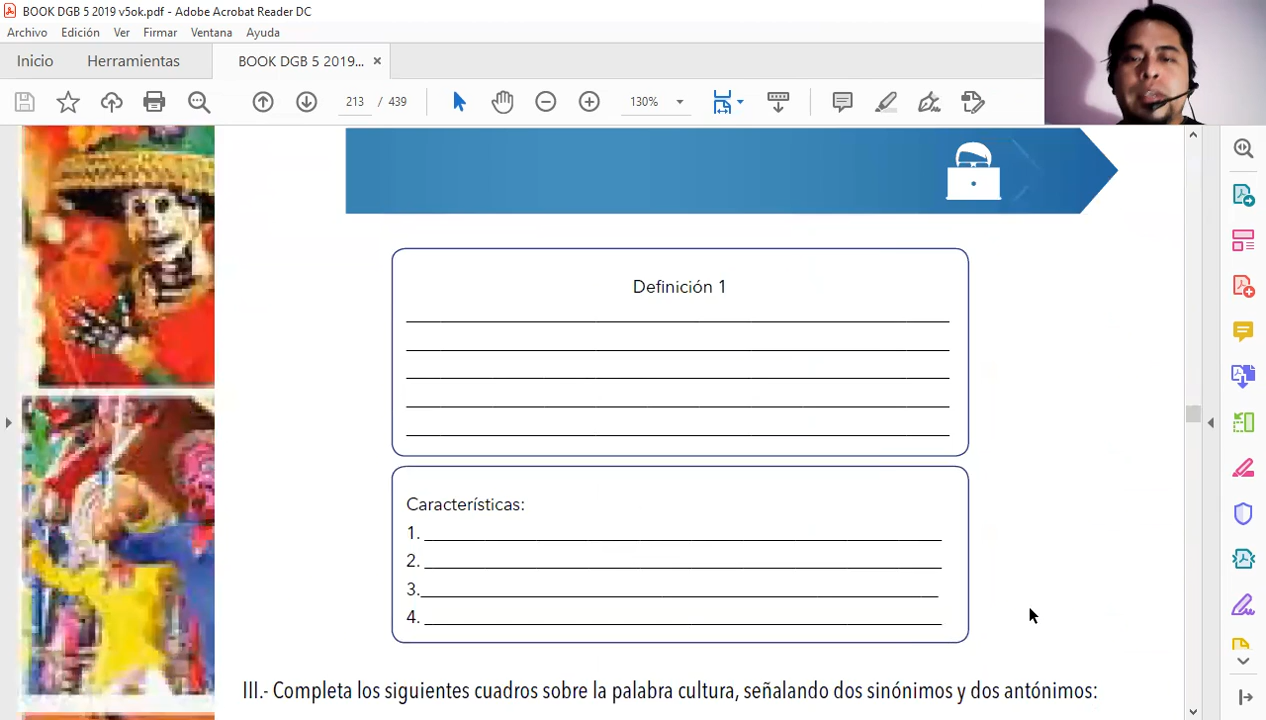 BOOK DGB 5 2019 v5ok.pdf - Adobe Acrobat Reader DC
Archivo Edición Ver Firmar Ventana Ayuda
Inicio Herramientas BOOK DGB 5 2019... ×
213 / 439 130%
Definición 1
Características:
1.
2.
3.
4.
III.- Completa los siguientes cuadros sobre la palabra cultura, señalando dos sinónimos y dos antónimos: